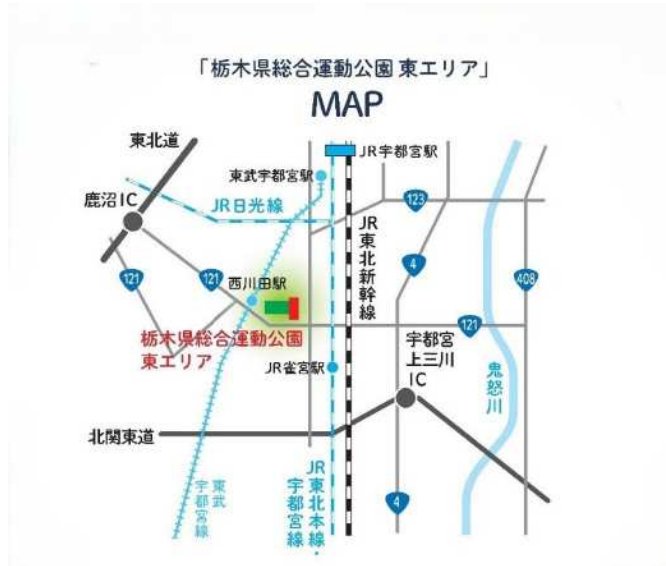 「栃木県総合運動公園 東エリア」
MAP
東北道
JR宇都宮駅
東武宇都宮駅
鹿沼IC
JR日光線
123
JR東北新幹線
4
121
121
西川田駅
408
栃木県総合運動公園
東エリア
121
宇都宮
上三川
IC
JR雀宮駅
鬼怒川
北関東道
東武
宇都宮線
JR東北本線・
宇都宮線
4